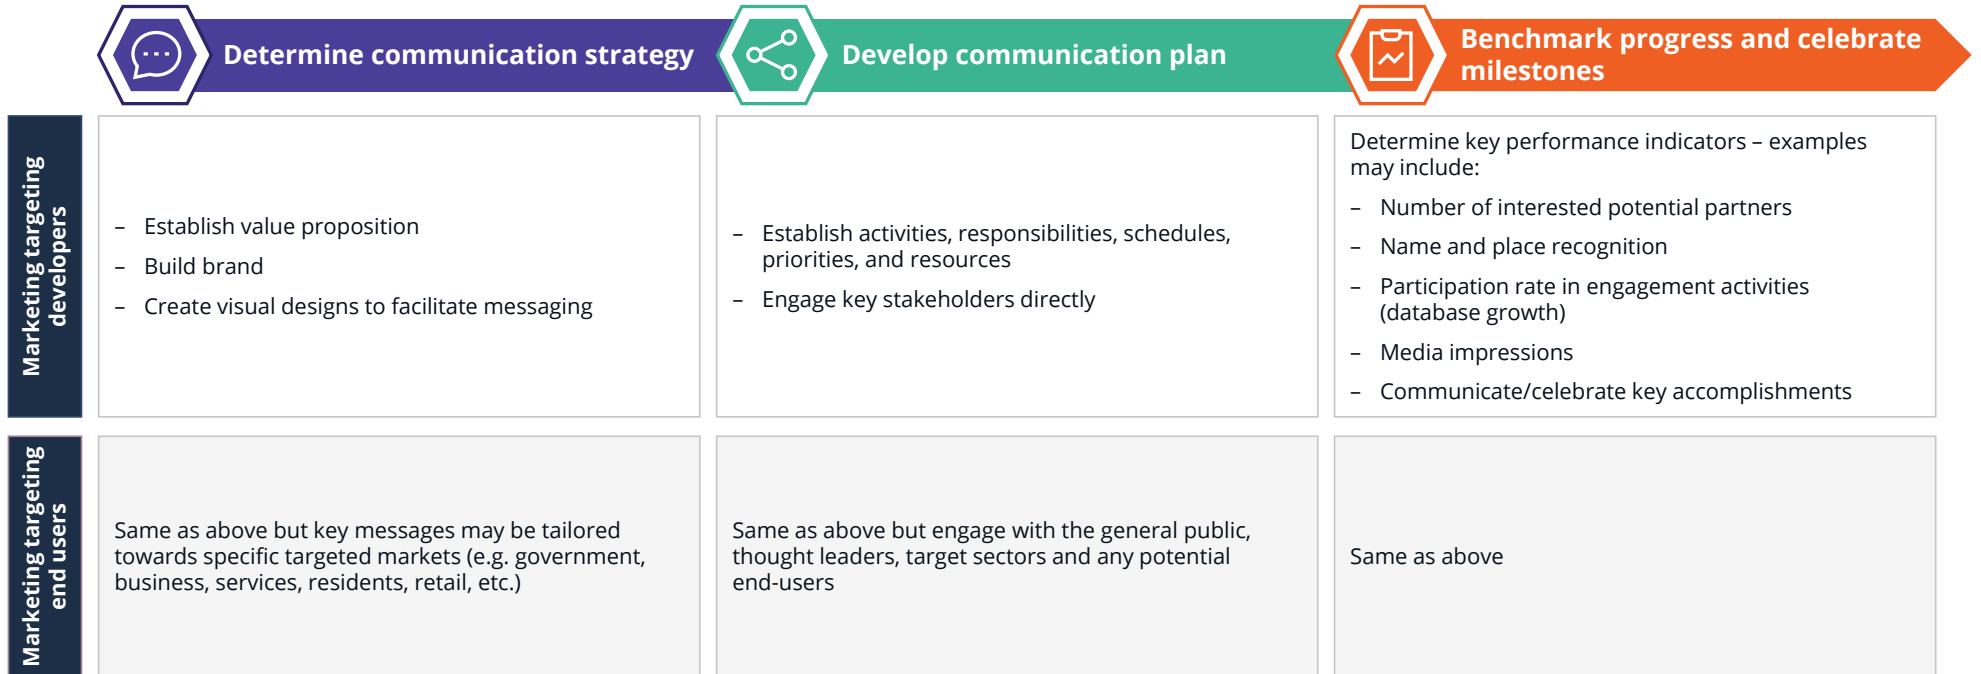 Determine communication strategy
Develop communication plan
Benchmark progress and celebrate
milestones
Marketing targeting
developers
– Establish value proposition
– Build brand
– Create visual designs to facilitate messaging
– Establish activities, responsibilities, schedules,
priorities, and resources
– Engage key stakeholders directly
Determine key performance indicators – examples
may include:
– Number of interested potential partners
– Name and place recognition
– Participation rate in engagement activities
(database growth)
– Media impressions
– Communicate/celebrate key accomplishments
Marketing targeting
end users
Same as above but key messages may be tailored
towards specific targeted markets (e.g. government,
business, services, residents, retail, etc.)
Same as above but engage with the general public,
thought leaders, target sectors and any potential
end-users
Same as above